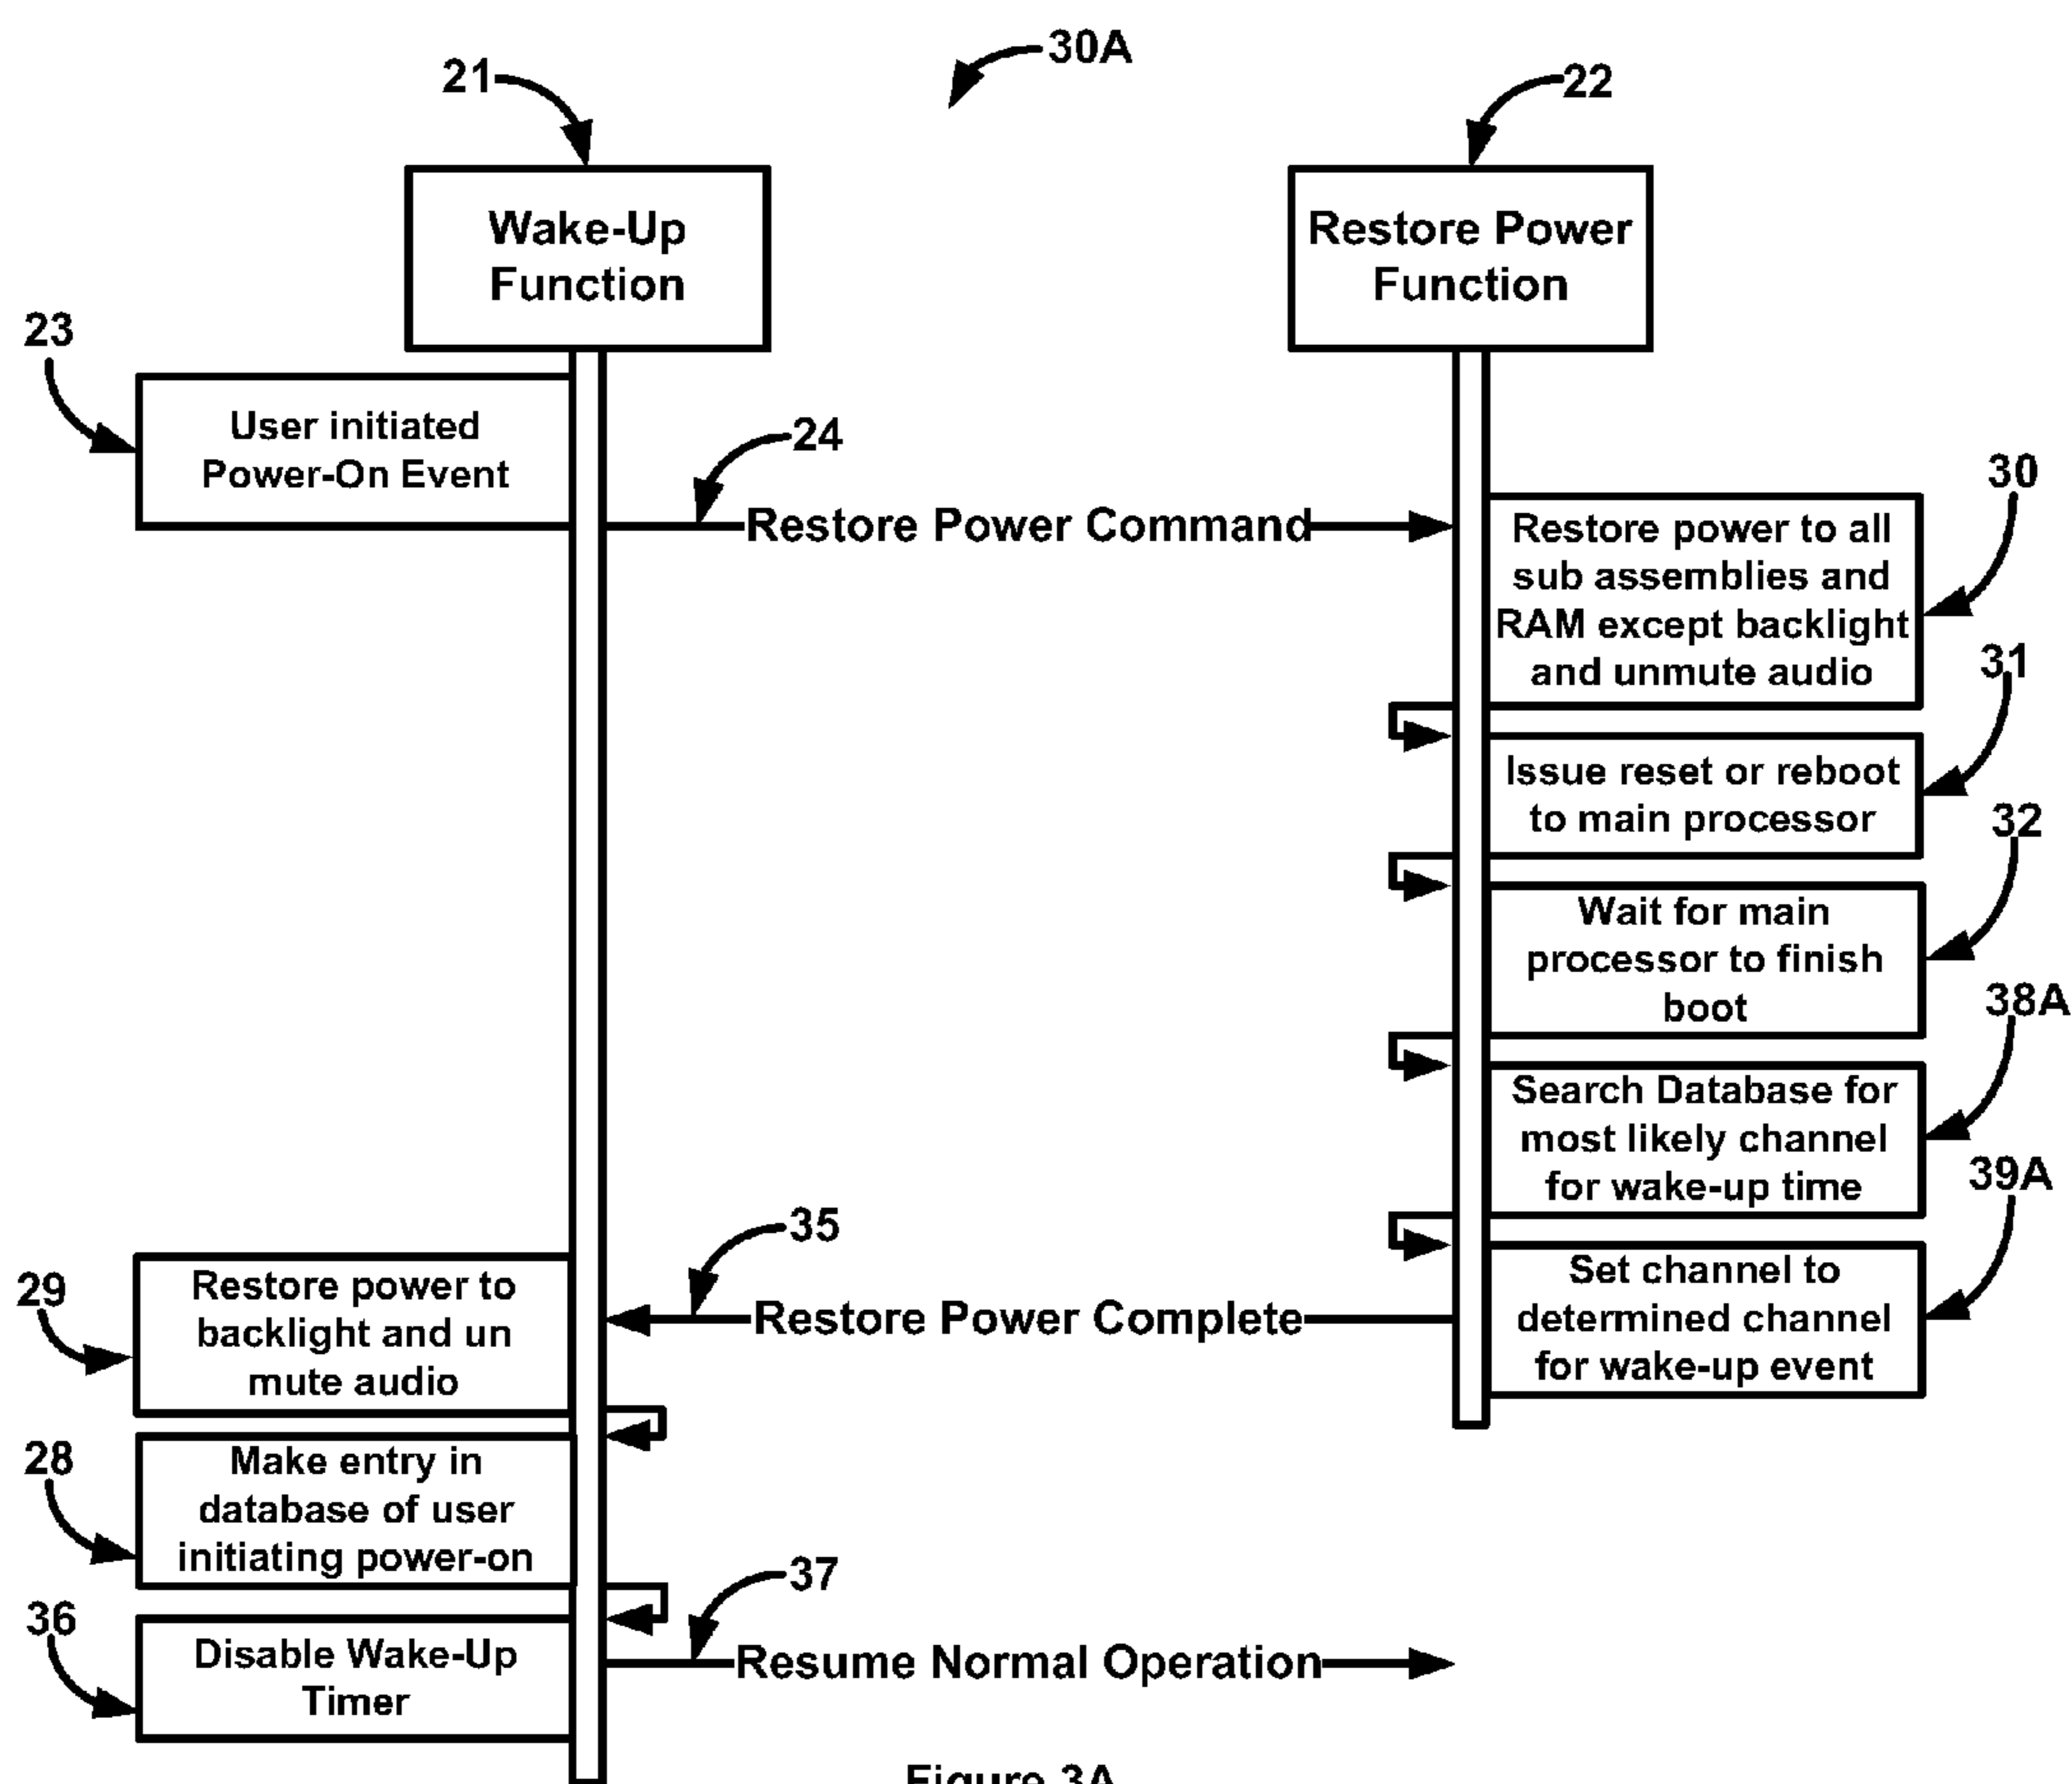 30A
21
22
Wake-Up
Function
Restore Power
Function
23
User initiated
Power-On Event
24
Restore Power Command
30
Restore power to all
sub assemblies and
RAM except backlight
and unmute audio
31
Issue reset or reboot
to main processor
32
Wait for main
processor to finish
boot
38A
Search Database for
most likely channel
for wake-up time
39A
Set channel to
determined channel
for wake-up event
35
Restore Power Complete
29
Restore power to
backlight and un
mute audio
28
Make entry in
database of user
initiating power-on
36
Disable Wake-Up
Timer
37
Resume Normal Operation
Figure 3A